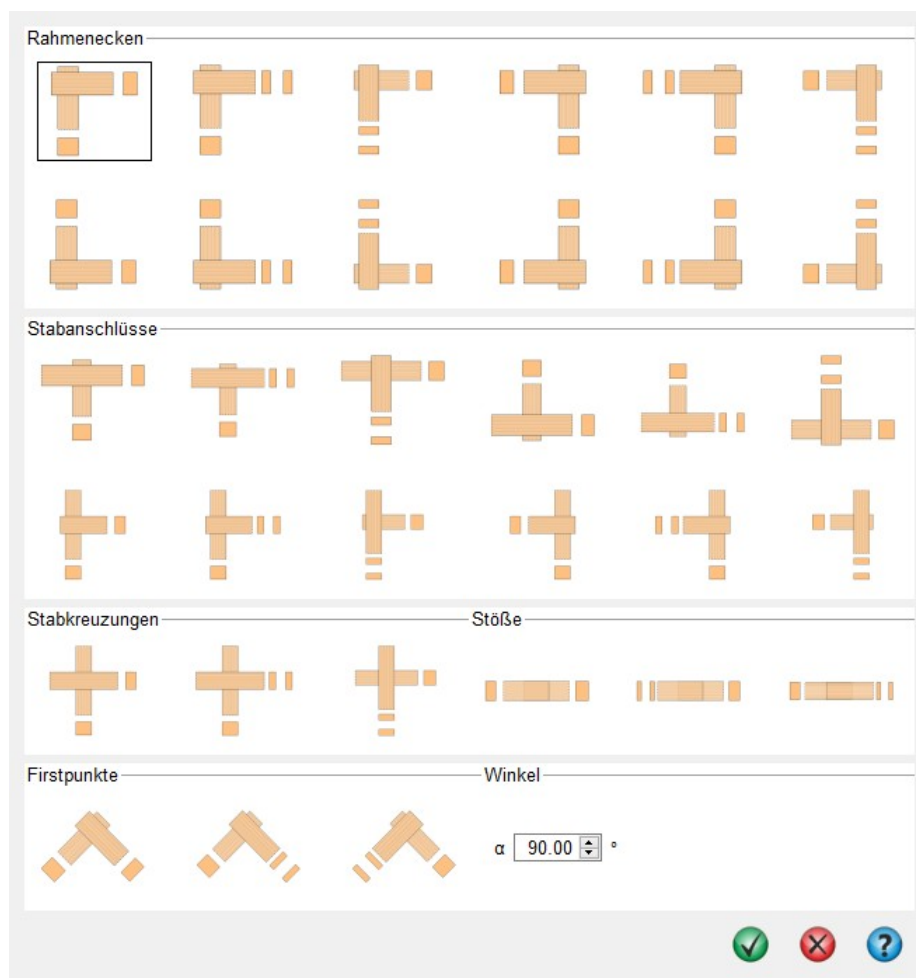 Rahmenecken
Stabanschlüsse
Stabkreuzungen
Stöße
Firstpunkte
Winkel
α 90.00 °
?